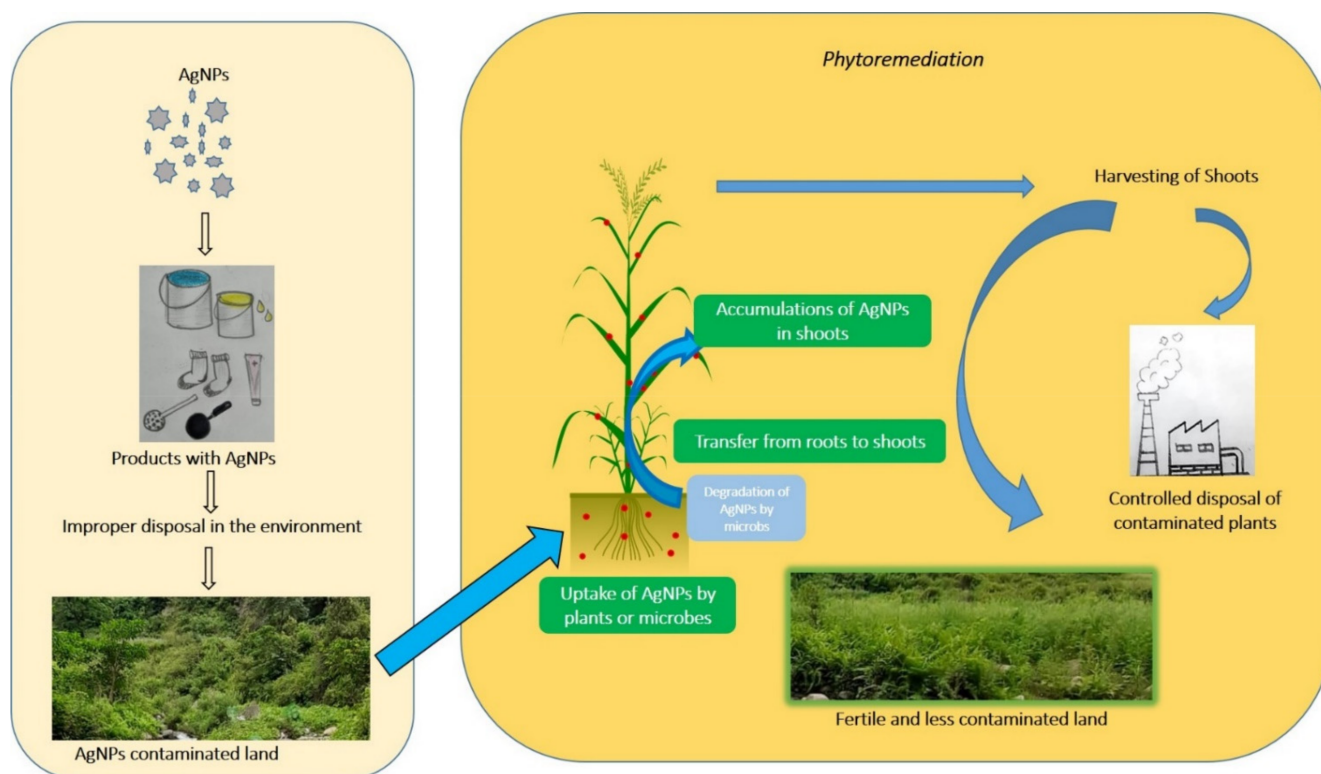 AgNPs
Products with AgNPs
Improper disposal in the environment
AgNPs contaminated land
Phytoremediation
Harvesting of Shoots
Accumulations of AgNPs
in shoots
Transfer from roots to shoots
Degradation of
AgNPs by
microbs
Uptake of AgNPs by
plants or microbes
Controlled disposal of
contaminated plants
Fertile and less contaminated land